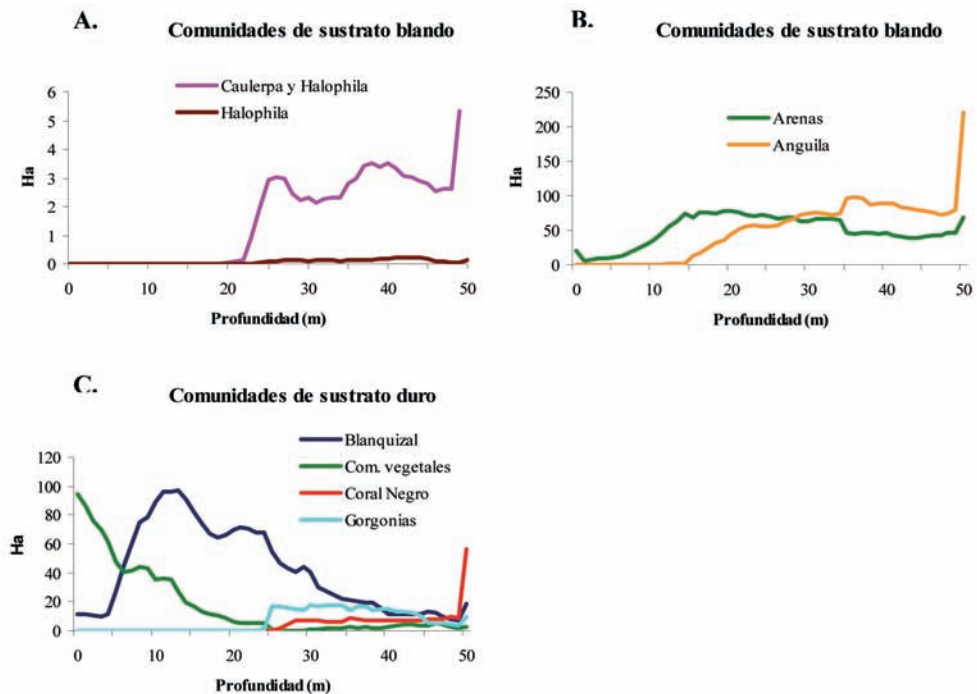 A.
Comunidades de sustrato blando
Caulerpa y Halophila
Halophila
6
5
4
3
2
1
0
Ha
0 10 20 30 40 50
Profundidad (m)
B.
Comunidades de sustrato blando
Arenas
Anguila
250
200
150
100
50
0
Ha
0 10 20 30 40 50
Profundidad (m)
C.
Comunidades de sustrato duro
Blanquizal
Com. vegetales
Coral Negro
Gorgonias
120
100
80
60
40
20
0
Ha
0 10 20 30 40 50
Profundidad (m)